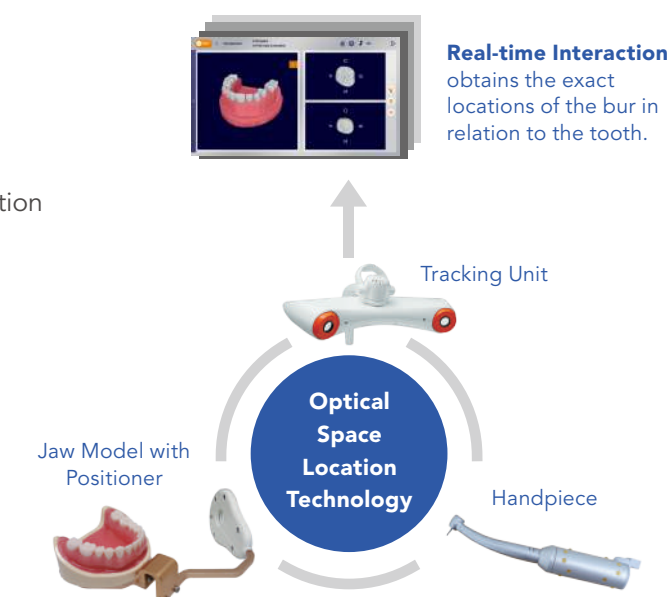 Real-time Interaction
obtains the exact
locations of the bur in
relation to the tooth.
tion
Tracking Unit
Optical
Space
Location
Technology
Jaw Model with
Positioner
Handpiece